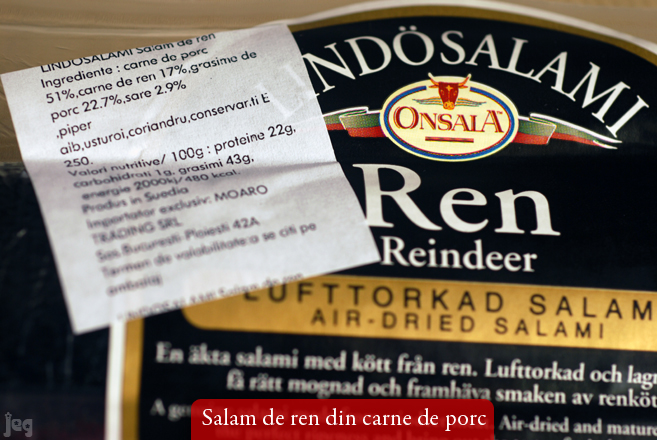 LINDÖSALAMI Salam de ren
Ingrediente : carne de porc
51%,carne de ren 17%,grasime de
porc 22.7%,sare 2.9%
,piper
alb,usturoi,coriandru,conservanti E
250.
Valori nutritive/ 100g : proteine 22g,
carbohidrati 1g, grasimi 43g,
energie 2000kj/480 kcal.
Produs in Suedia
Importator exclusiv: MOARO
TRADING SRL
Sos.Bucuresti Ploiesti 42A
Termen de valabilitate:a se citi pe
ambalaj
INDÖSALAMI
ONSALA
Ren
Reindeer
LUFTTORKAD SALAM
AIR-DRIED SALAMI
En äkta salami med kött från ren. Lufttorkad och lagr
få rätt mognad och framhäva smaken av renkött
Air-dried and mature
Salam de ren din carne de porc
jeg